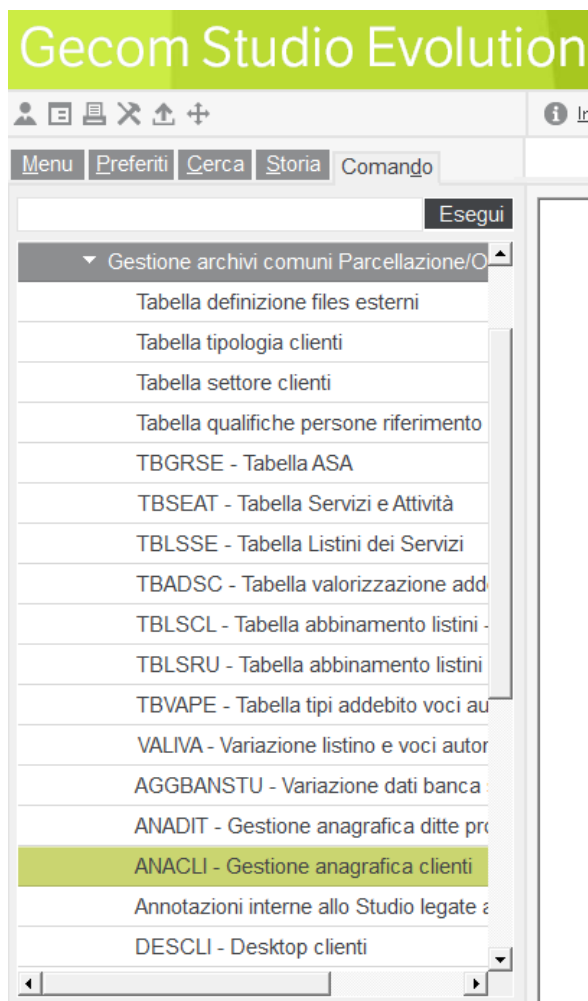 Gecom Studio Evolution
Menu Preferiti Cerca Storia Comando
Esegui
Gestione archivi comuni Parcellazione/O
Tabella definizione files esterni
Tabella tipologia clienti
Tabella settore clienti
Tabella qualifiche persone riferimento
TBGRSE - Tabella ASA
TBSEAT - Tabella Servizi e Attività
TBLSSE - Tabella Listini dei Servizi
TBADSC - Tabella valorizzazione add
TBLSCL - Tabella abbinamento listini -
TBLSRU - Tabella abbinamento listini
TBVAPE - Tabella tipi addebito voci au
VALIVA - Variazione listino e voci autor
AGGBANSTU - Variazione dati banca
ANADIT - Gestione anagrafica ditte pro
ANACLI - Gestione anagrafica clienti
Annotazioni interne allo Studio legate a
DESCLI - Desktop clienti